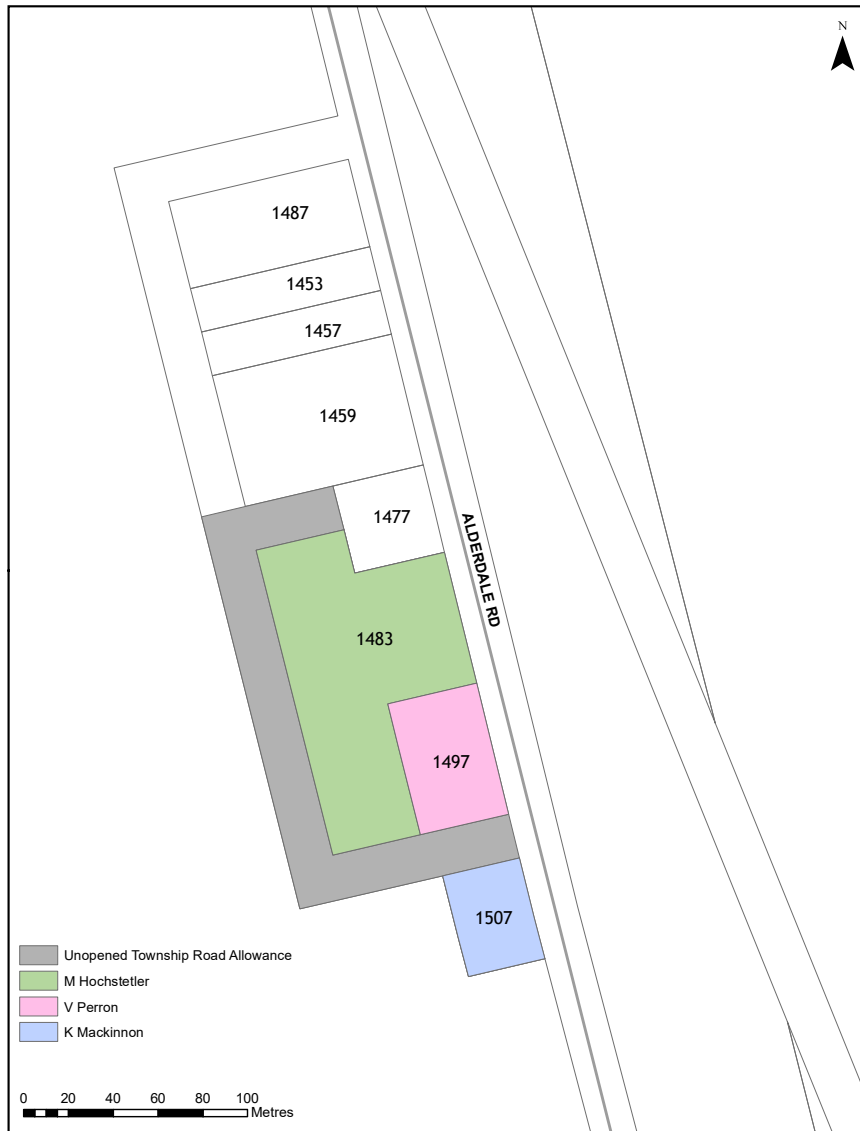 N
1487
1453
1457
1459
1477
ALDERDALE RD
1483
1497
1507
Unopened Township Road Allowance
M Hochstetler
V Perron
K Mackinnon
0 20 40 60 80 100
Metres